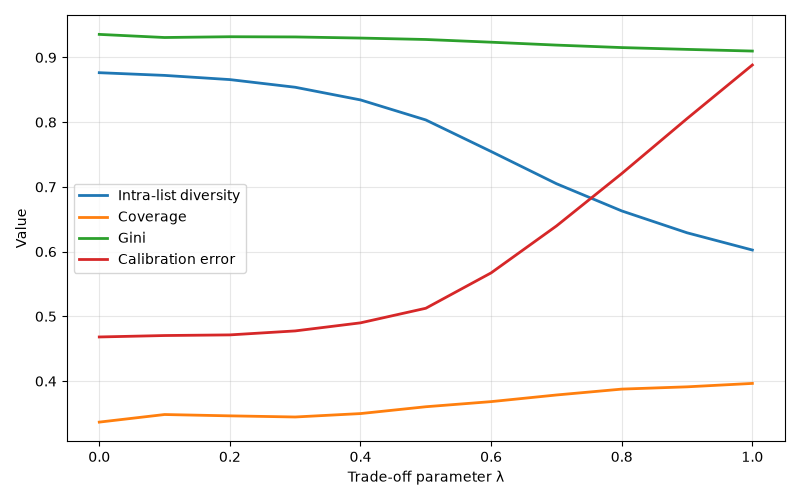 0.9
0.8
0.7
0.6
0.5
0.4
Value
Intra-list diversity
Coverage
Gini
Calibration error
0.0 0.2 0.4 0.6 0.8 1.0
Trade-off parameter λ